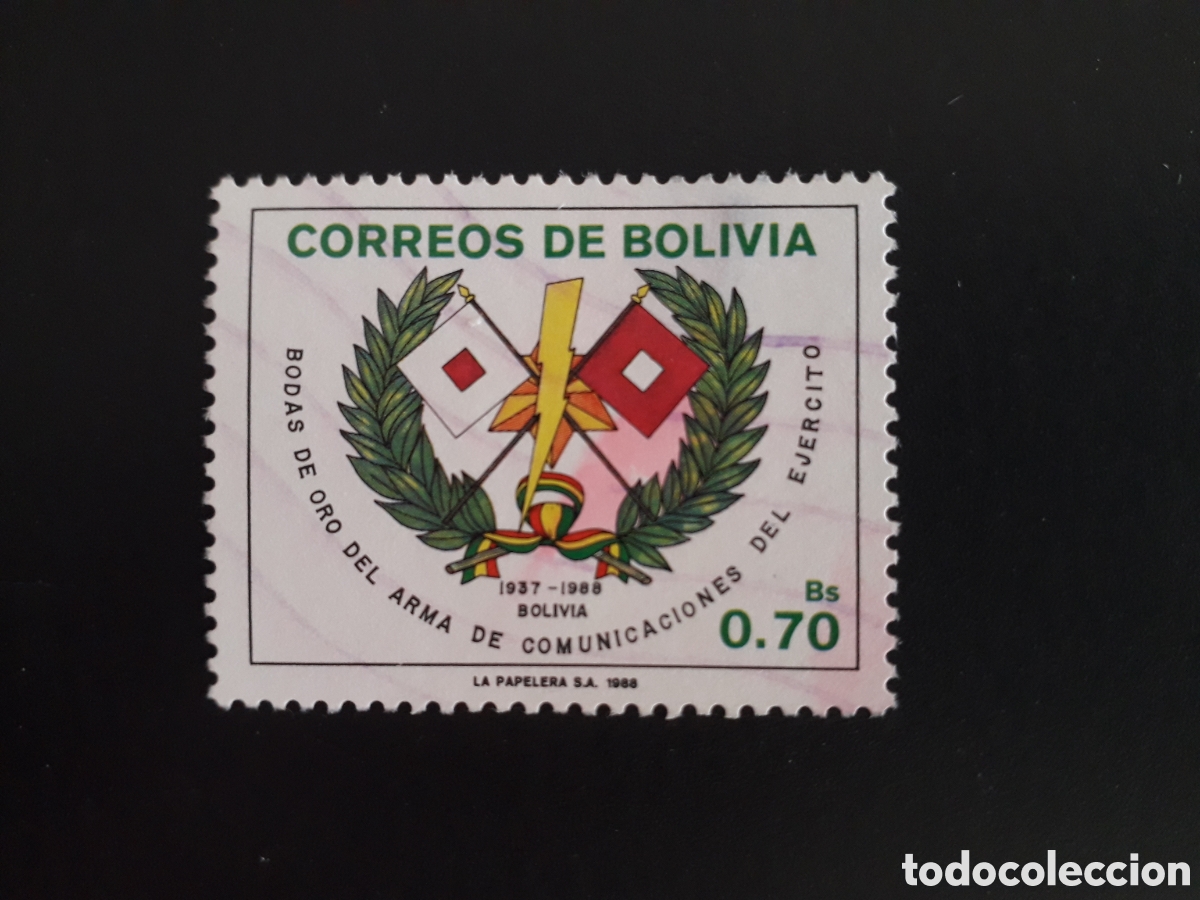 CORREOS DE BOLIVIA
BODAS DE ORO DEL ARMA DE COMUNICACIONES DEL EJERCITO
1937-1988
BOLIVIA
Bs
0.70
LA PAPELERA S.A. 1988
todocoleccion